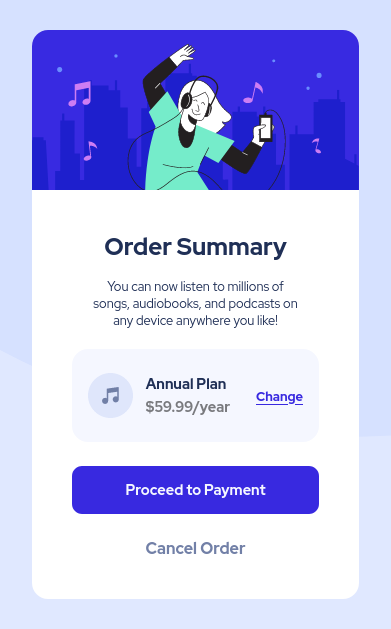 Order Summary
You can now listen to millions of
songs, audiobooks, and podcasts on
any device anywhere you like!
Annual Plan
$59.99/year
Change
Proceed to Payment
Cancel Order